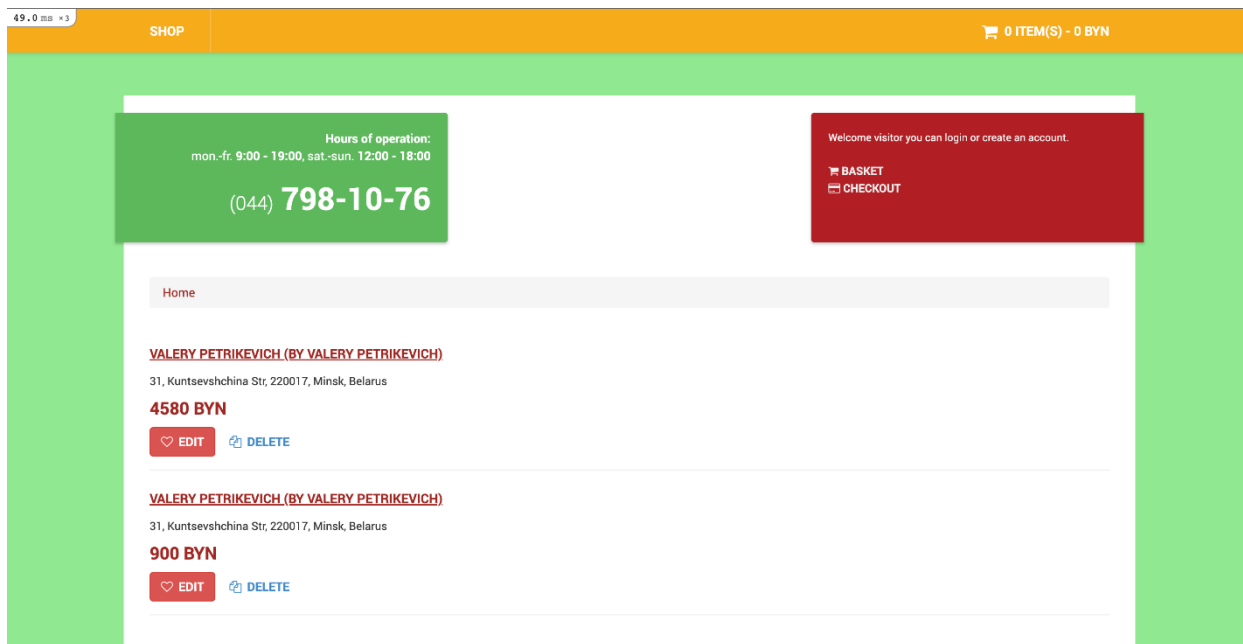 49.0 ms ×3
SHOP
0 ITEM(S) - 0 BYN
Hours of operation:
mon.-fr. 9:00 - 19:00, sat.-sun. 12:00 - 18:00
(044) 798-10-76
Welcome visitor you can login or create an account.
BASKET
CHECKOUT
Home
VALERY PETRIKEVICH (BY VALERY PETRIKEVICH)
31, Kuntsevshchina Str, 220017, Minsk, Belarus
4580 BYN
EDIT DELETE
VALERY PETRIKEVICH (BY VALERY PETRIKEVICH)
31, Kuntsevshchina Str, 220017, Minsk, Belarus
900 BYN
EDIT DELETE